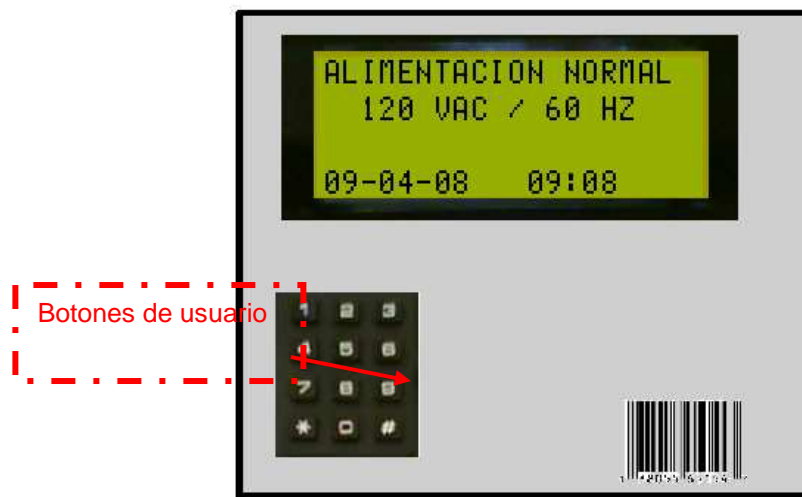 ALIMENTACION NORMAL
120 VAC / 60 HZ
09-04-08 09:08
Botones de usuario
1 2 3
4 5 6
7 8 9
* 0 #